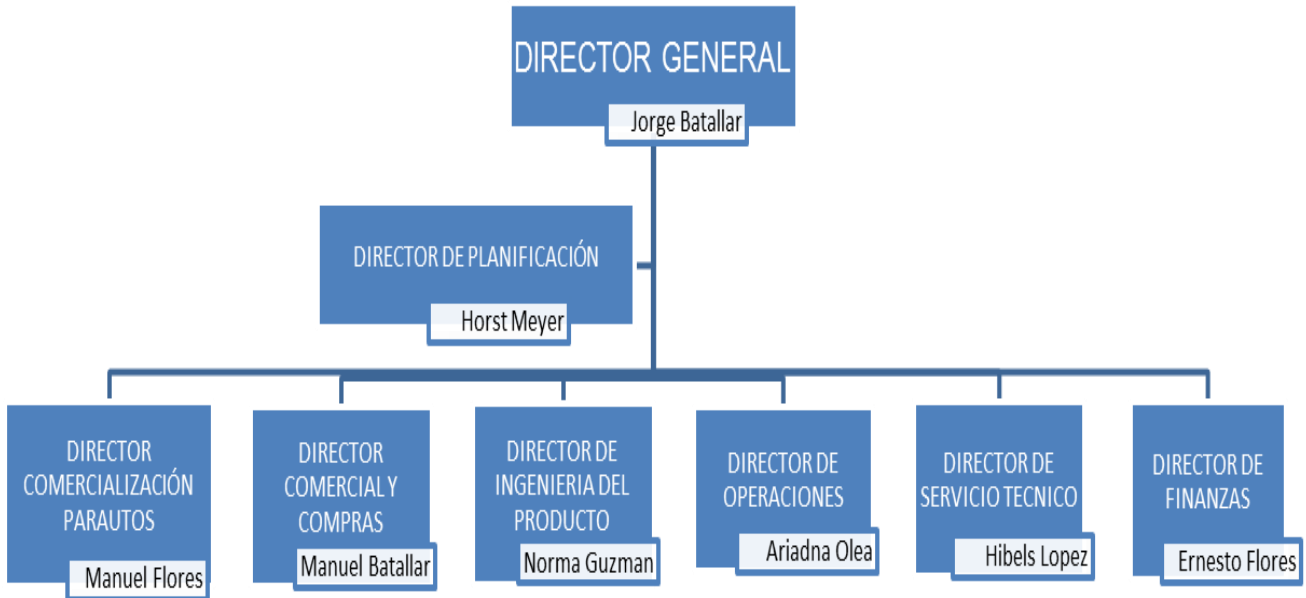 DIRECTOR GENERAL
Jorge Batallar
DIRECTOR DE PLANIFICACIÓN
Horst Meyer
DIRECTOR
COMERCIALIZACIÓN
PARAUTOS
Manuel Flores
DIRECTOR
COMERCIAL Y
COMPRAS
Manuel Batallar
DIRECTOR DE
INGENIERIA DEL
PRODUCTO
Norma Guzman
DIRECTOR DE
OPERACIONES
Ariadna Olea
DIRECTOR DE
SERVICIO TECNICO
Hibels Lopez
DIRECTOR DE
FINANZAS
Ernesto Flores